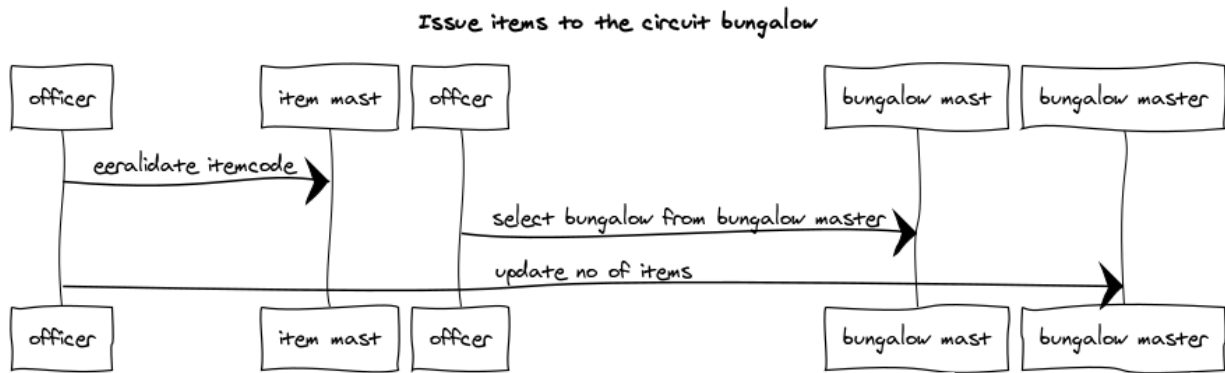 Issue items to the circuit bungalow
officer item mast offcer bungalow mast bungalow master
eeralidate itemcode
select bungalow from bungalow master
update no of items
officer item mast offcer bungalow mast bungalow master